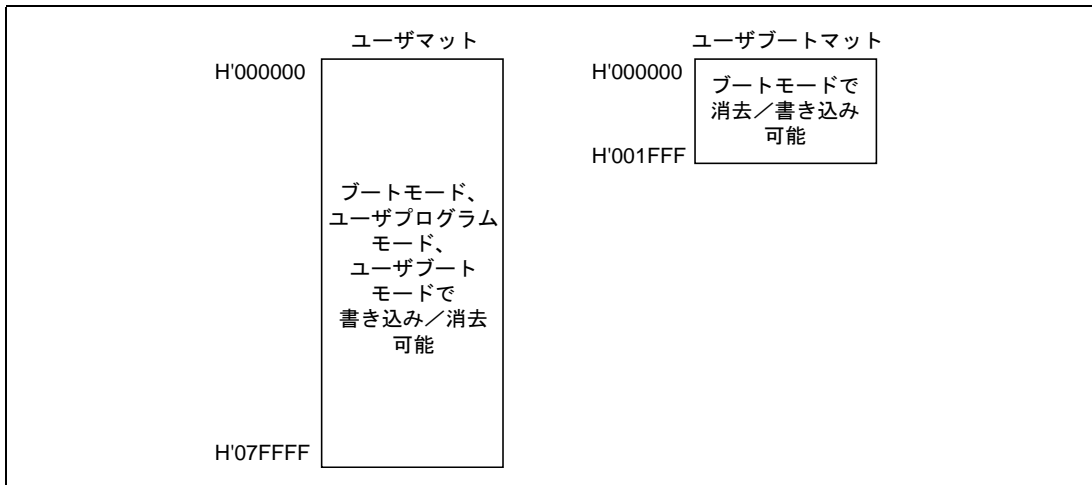 ユーザマット
H'000000
ブートモード、
ユーザプログラム
モード、
ユーザブート
モードで
書き込み／消去
可能
H'07FFFF
ユーザブートマット
H'000000
ブートモードで
消去／書き込み
可能
H'001FFF